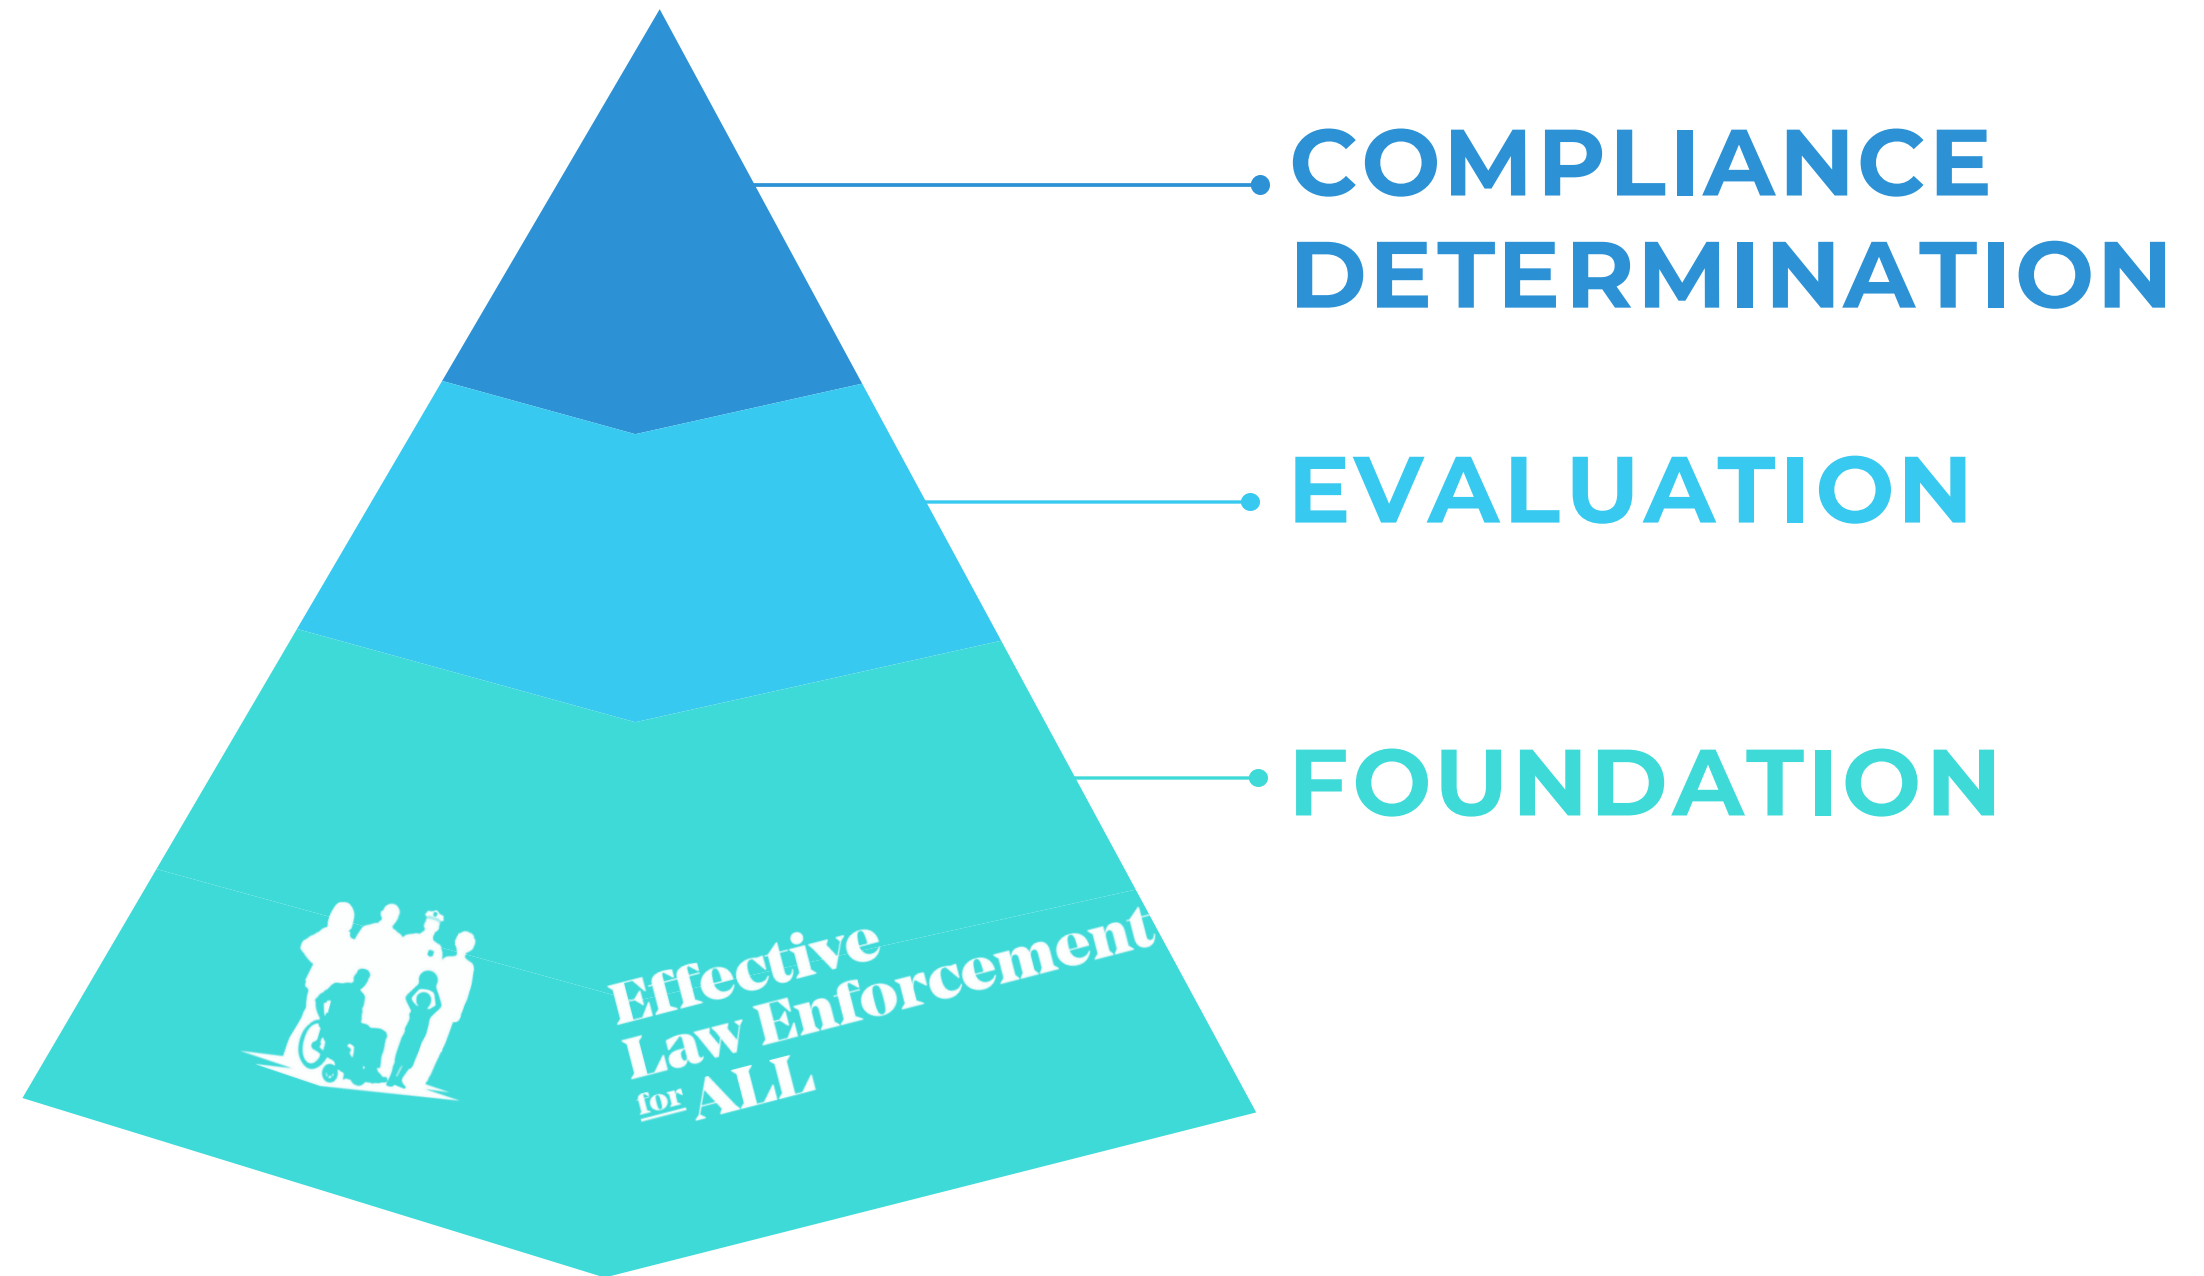 COMPLIANCE
DETERMINATION
EVALUATION
FOUNDATION
Effective
Law Enforcement
for ALL